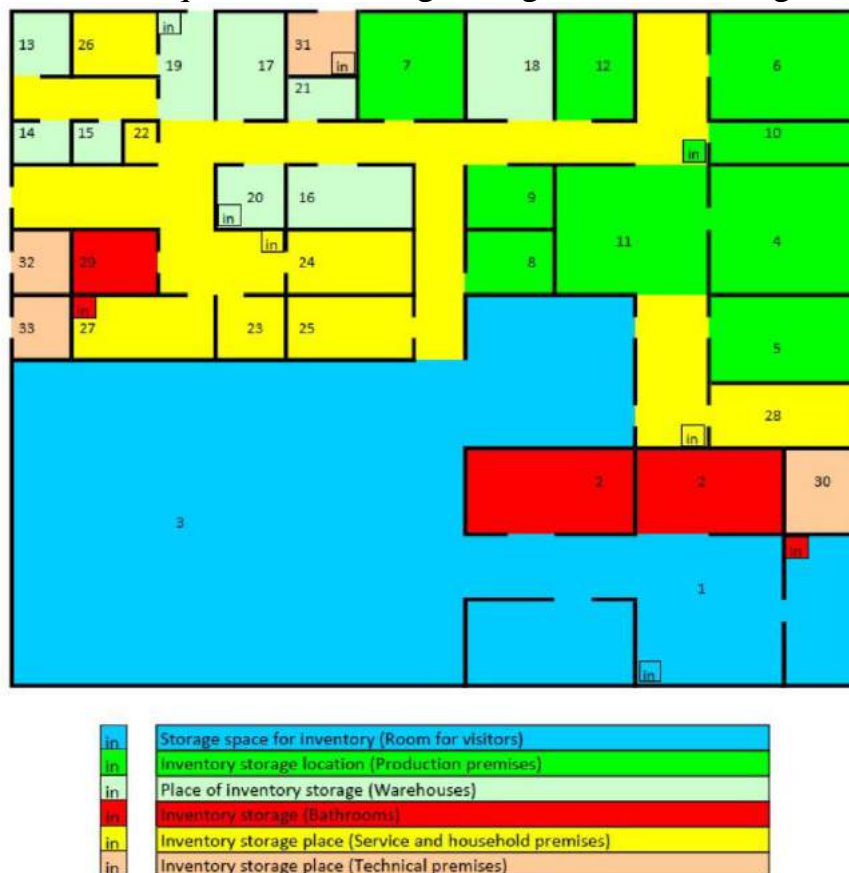 in
13
26
31
19
17
7
18
12
6
in
21
14
15
22
10
in
20
16
9
in
11
4
in
32
29
24
8
in
33
27
23
25
5
28
in
2
2
30
3
in
1
in
in Storage space for inventory (Room for visitors)
in Inventory storage location (Production premises)
in Place of inventory storage (Warehouses)
in Inventory storage (Bathrooms)
in Inventory storage place (Service and household premises)
in Inventory storage place (Technical premises)